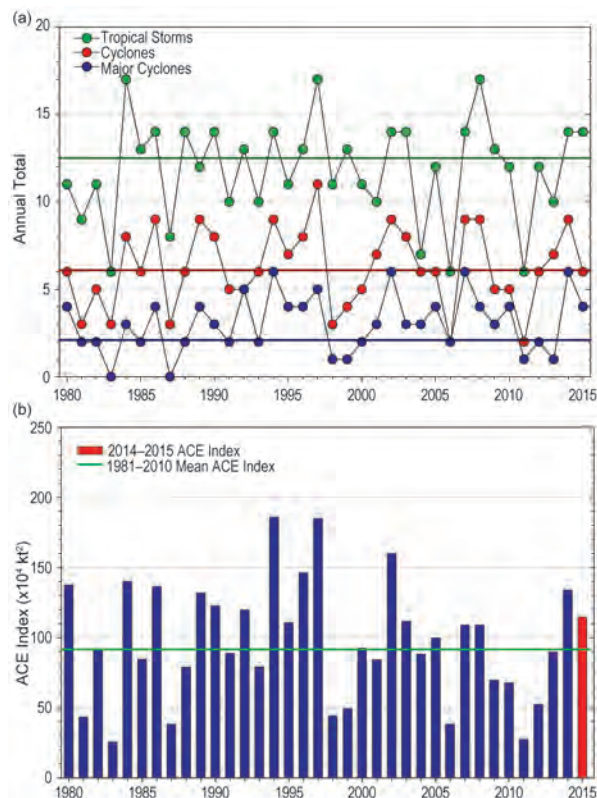 (a)
20
Tropical Storms
Cyclones
Major Cyclones
15
10
5
0
Annual Total
1980 1985 1990 1995 2000 2005 2010 2015
(b)
250
2014–2015 ACE Index
1981–2010 Mean ACE Index
200
150
100
50
0
ACE Index (x10⁴ kt²)
1980 1985 1990 1995 2000 2005 2010 2015